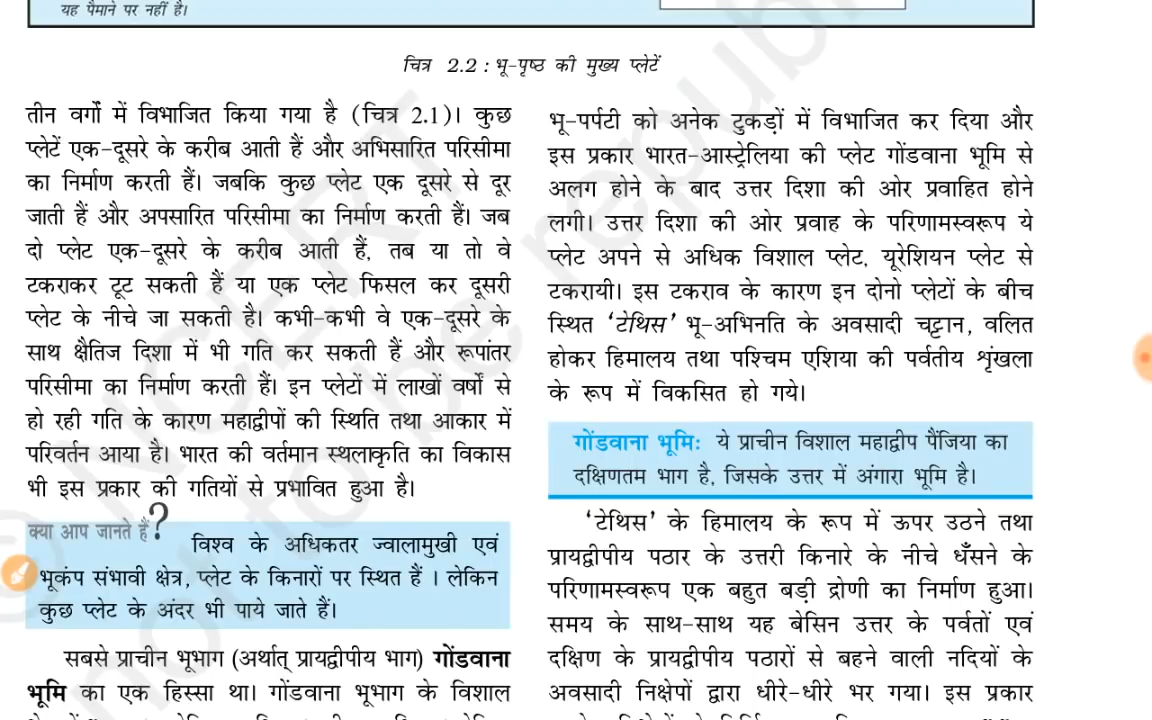 यह पैमाने पर नहीं है।
चित्र 2.2 : भू-पृष्ठ की मुख्य प्लेटें
तीन वर्गों में विभाजित किया गया है (चित्र 2.1)। कुछ
प्लेटें एक-दूसरे के करीब आती हैं और अभिसारित परिसीमा
का निर्माण करती हैं। जबकि कुछ प्लेट एक दूसरे से दूर
जाती हैं और अपसारित परिसीमा का निर्माण करती हैं। जब
दो प्लेट एक-दूसरे के करीब आती हैं, तब या तो वे
टकराकर टूट सकती हैं या एक प्लेट फिसल कर दूसरी
प्लेट के नीचे जा सकती है। कभी-कभी वे एक-दूसरे के
साथ क्षैतिज दिशा में भी गति कर सकती हैं और रूपांतर
परिसीमा का निर्माण करती हैं। इन प्लेटों में लाखों वर्षों से
हो रही गति के कारण महाद्वीपों की स्थिति तथा आकार में
परिवर्तन आया है। भारत की वर्तमान स्थलाकृति का विकास
भी इस प्रकार की गतियों से प्रभावित हुआ है।
क्या आप जानते हैं?
विश्व के अधिकतर ज्वालामुखी एवं
भूकंप संभावी क्षेत्र, प्लेट के किनारों पर स्थित हैं । लेकिन
कुछ प्लेट के अंदर भी पाये जाते हैं।
सबसे प्राचीन भूभाग (अर्थात् प्रायद्वीपीय भाग) गोंडवाना
भूमि का एक हिस्सा था। गोंडवाना भूभाग के विशाल
भू-पर्पटी को अनेक टुकड़ों में विभाजित कर दिया और
इस प्रकार भारत-आस्ट्रेलिया की प्लेट गोंडवाना भूमि से
अलग होने के बाद उत्तर दिशा की ओर प्रवाहित होने
लगी। उत्तर दिशा की ओर प्रवाह के परिणामस्वरूप ये
प्लेट अपने से अधिक विशाल प्लेट, यूरेशियन प्लेट से
टकरायी। इस टकराव के कारण इन दोनो प्लेटों के बीच
स्थित ‘टेथिस’ भू-अभिनति के अवसादी चट्टान, वलित
होकर हिमालय तथा पश्चिम एशिया की पर्वतीय शृंखला
के रूप में विकसित हो गये।
गोंडवाना भूमिः ये प्राचीन विशाल महाद्वीप पैंजिया का
दक्षिणतम भाग है, जिसके उत्तर में अंगारा भूमि है।
‘टेथिस’ के हिमालय के रूप में ऊपर उठने तथा
प्रायद्वीपीय पठार के उत्तरी किनारे के नीचे धँसने के
परिणामस्वरूप एक बहुत बड़ी द्रोणी का निर्माण हुआ।
समय के साथ-साथ यह बेसिन उत्तर के पर्वतों एवं
दक्षिण के प्रायद्वीपीय पठारों से बहने वाली नदियों के
अवसादी निक्षेपों द्वारा धीरे-धीरे भर गया। इस प्रकार
© NCERT
not to be republ